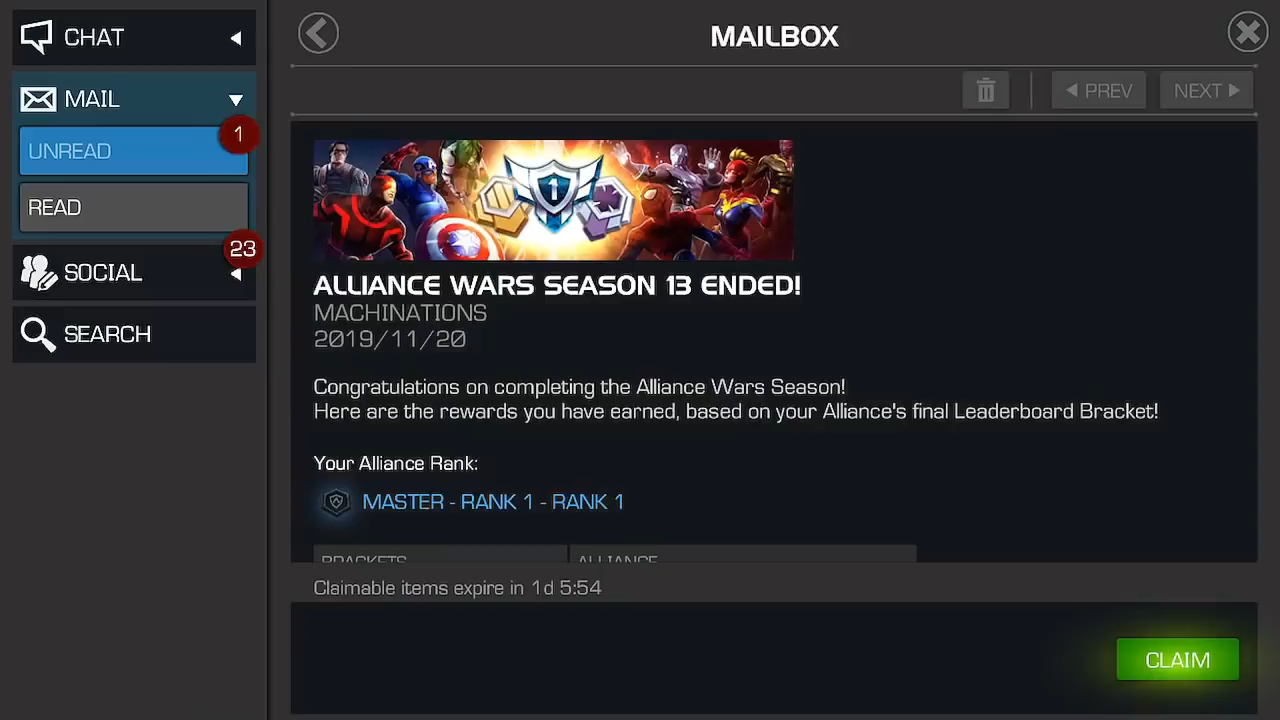 CHAT
MAIL
UNREAD
1
READ
SOCIAL
23
SEARCH
MAILBOX
PREV
NEXT
1
ALLIANCE WARS SEASON 13 ENDED!
MACHINATIONS
2019/11/20
Congratulations on completing the Alliance Wars Season!
Here are the rewards you have earned, based on your Alliance's final Leaderboard Bracket!
Your Alliance Rank:
MASTER - RANK 1 - RANK 1
BRACKETS ALLIANCE
Claimable items expire in 1d 5:54
CLAIM